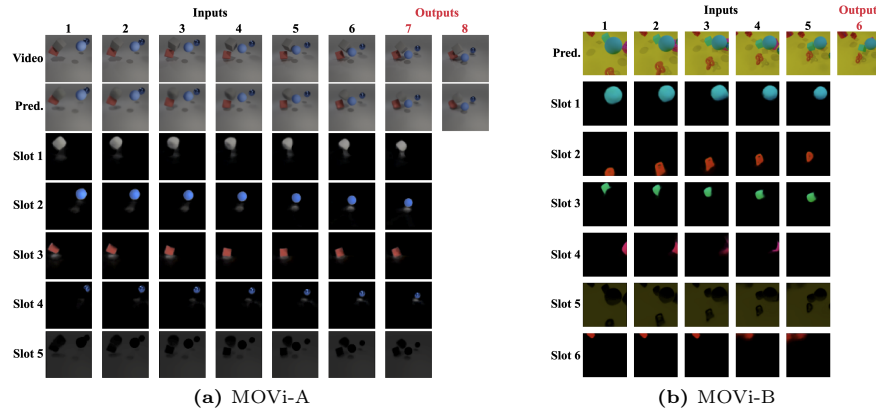 Inputs Outputs
1 2 3 4 5 6 7 8
Video
Pred.
Slot 1
Slot 2
Slot 3
Slot 4
Slot 5
(a) MOVi-A
Inputs Output
1 2 3 4 5 6
Pred.
Slot 1
Slot 2
Slot 3
Slot 4
Slot 5
Slot 6
(b) MOVi-B